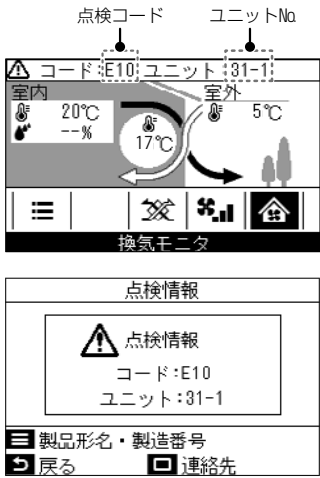 点検コード ユニットNo.
コード:E10 ユニット:31-1
室内 室外
20℃ 5℃
--%
17℃
換気モニタ
点検情報
点検情報
コード:E10
ユニット:31-1
製品形名・製造番号
戻る 連絡先